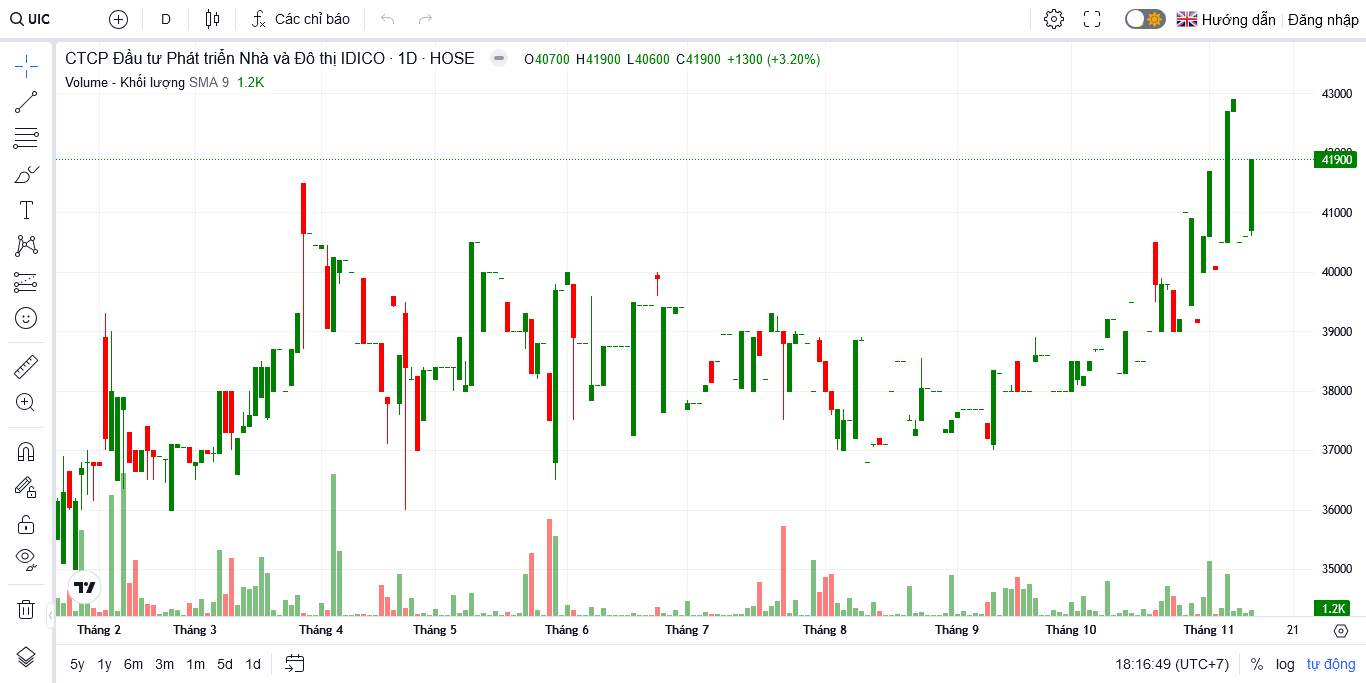 UIC D Các chỉ báo Hướng dẫn Đăng nhập
CTCP Đầu tư Phát triển Nhà và Đô thị IDICO · 1D · HOSE O40700 H41900 L40600 C41900 +1300 (+3.20%)
Volume - Khối lượng SMA 9 1.2K
43000
41900
41000
40000
39000
38000
37000
36000
35000
1.2K
Tháng 2 Tháng 3 Tháng 4 Tháng 5 Tháng 6 Tháng 7 Tháng 8 Tháng 9 Tháng 10 Tháng 11 21
5y 1y 6m 3m 1m 5d 1d 18:16:49 (UTC+7) % log tự động